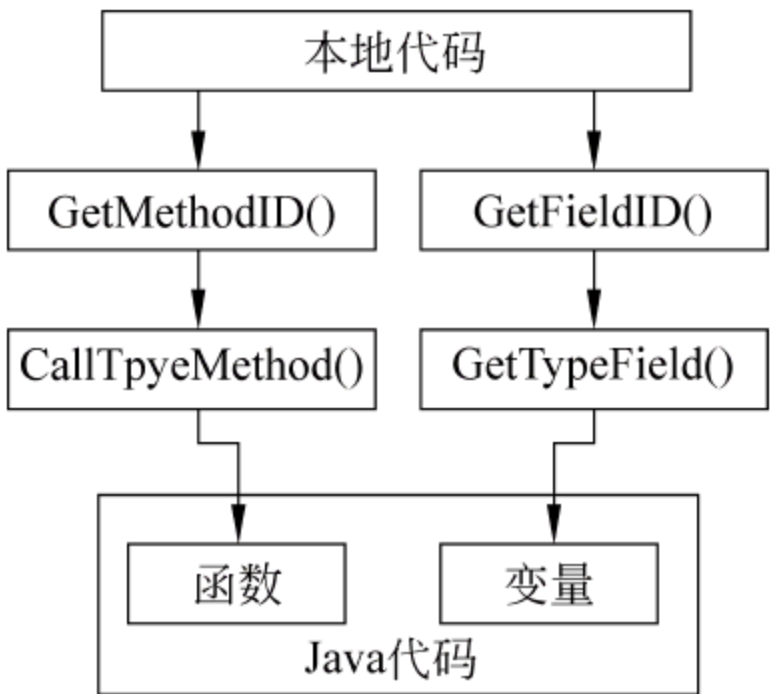 本地代码
GetMethodID()
GetFieldID()
CallTpyeMethod()
GetTypeField()
函数
变量
Java代码